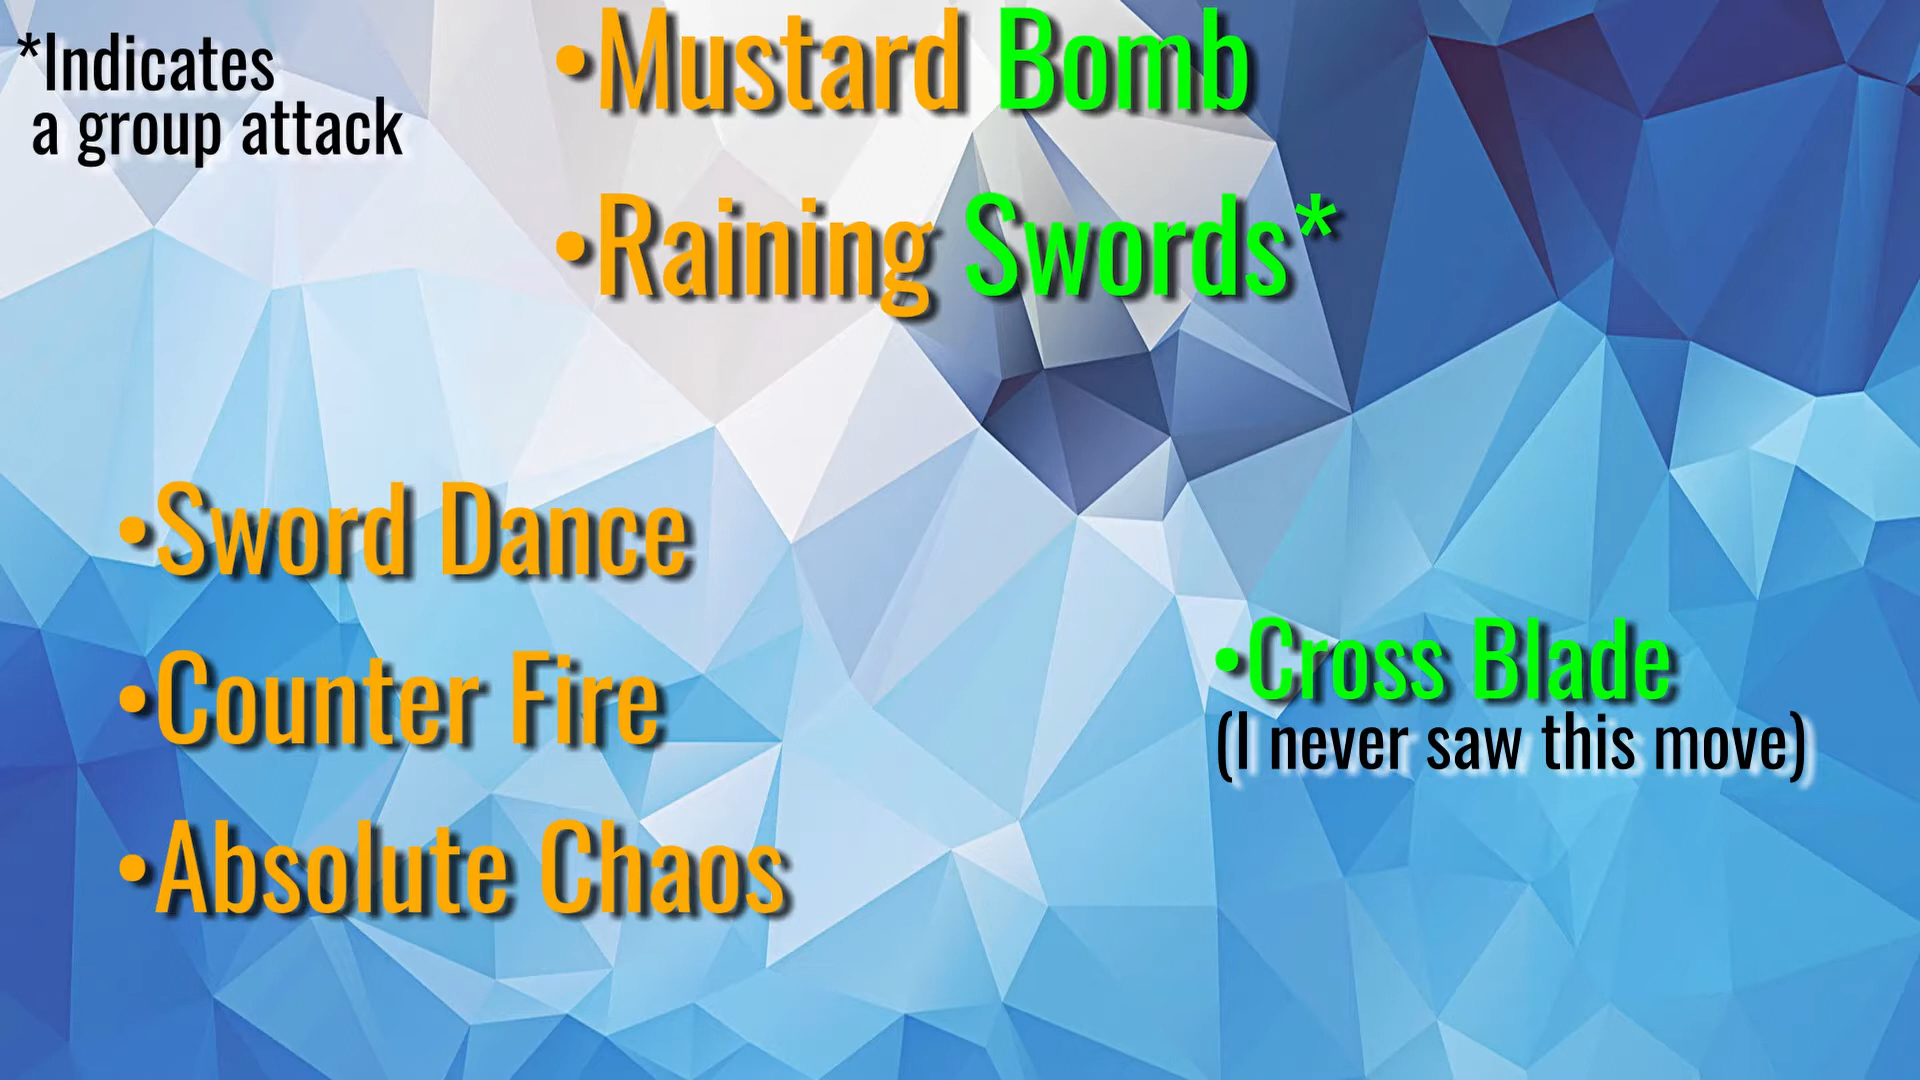 *Indicates
a group attack
•Mustard Bomb
•Raining Swords*
•Sword Dance
•Counter Fire
•Absolute Chaos
•Cross Blade
(I never saw this move)